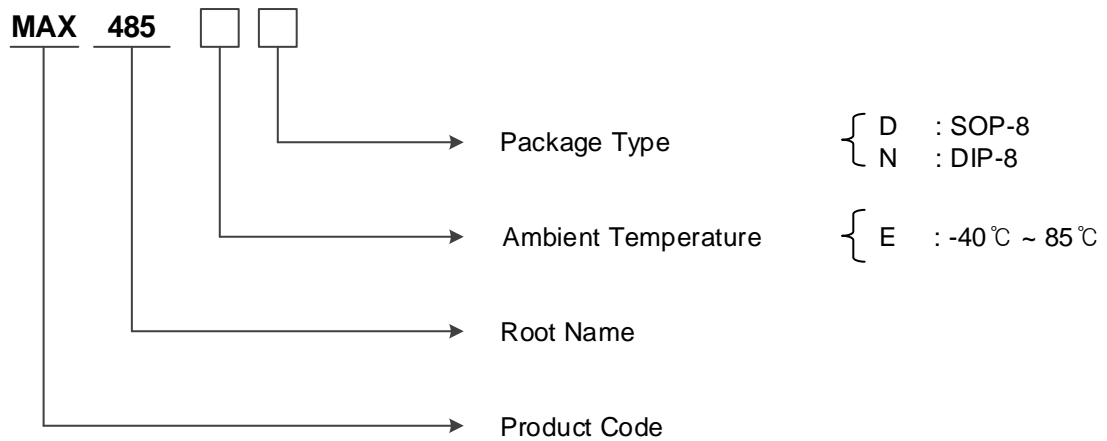 MAX 485
Package Type { D : SOP-8
N : DIP-8
Ambient Temperature { E : -40℃ ~ 85℃
Root Name
Product Code